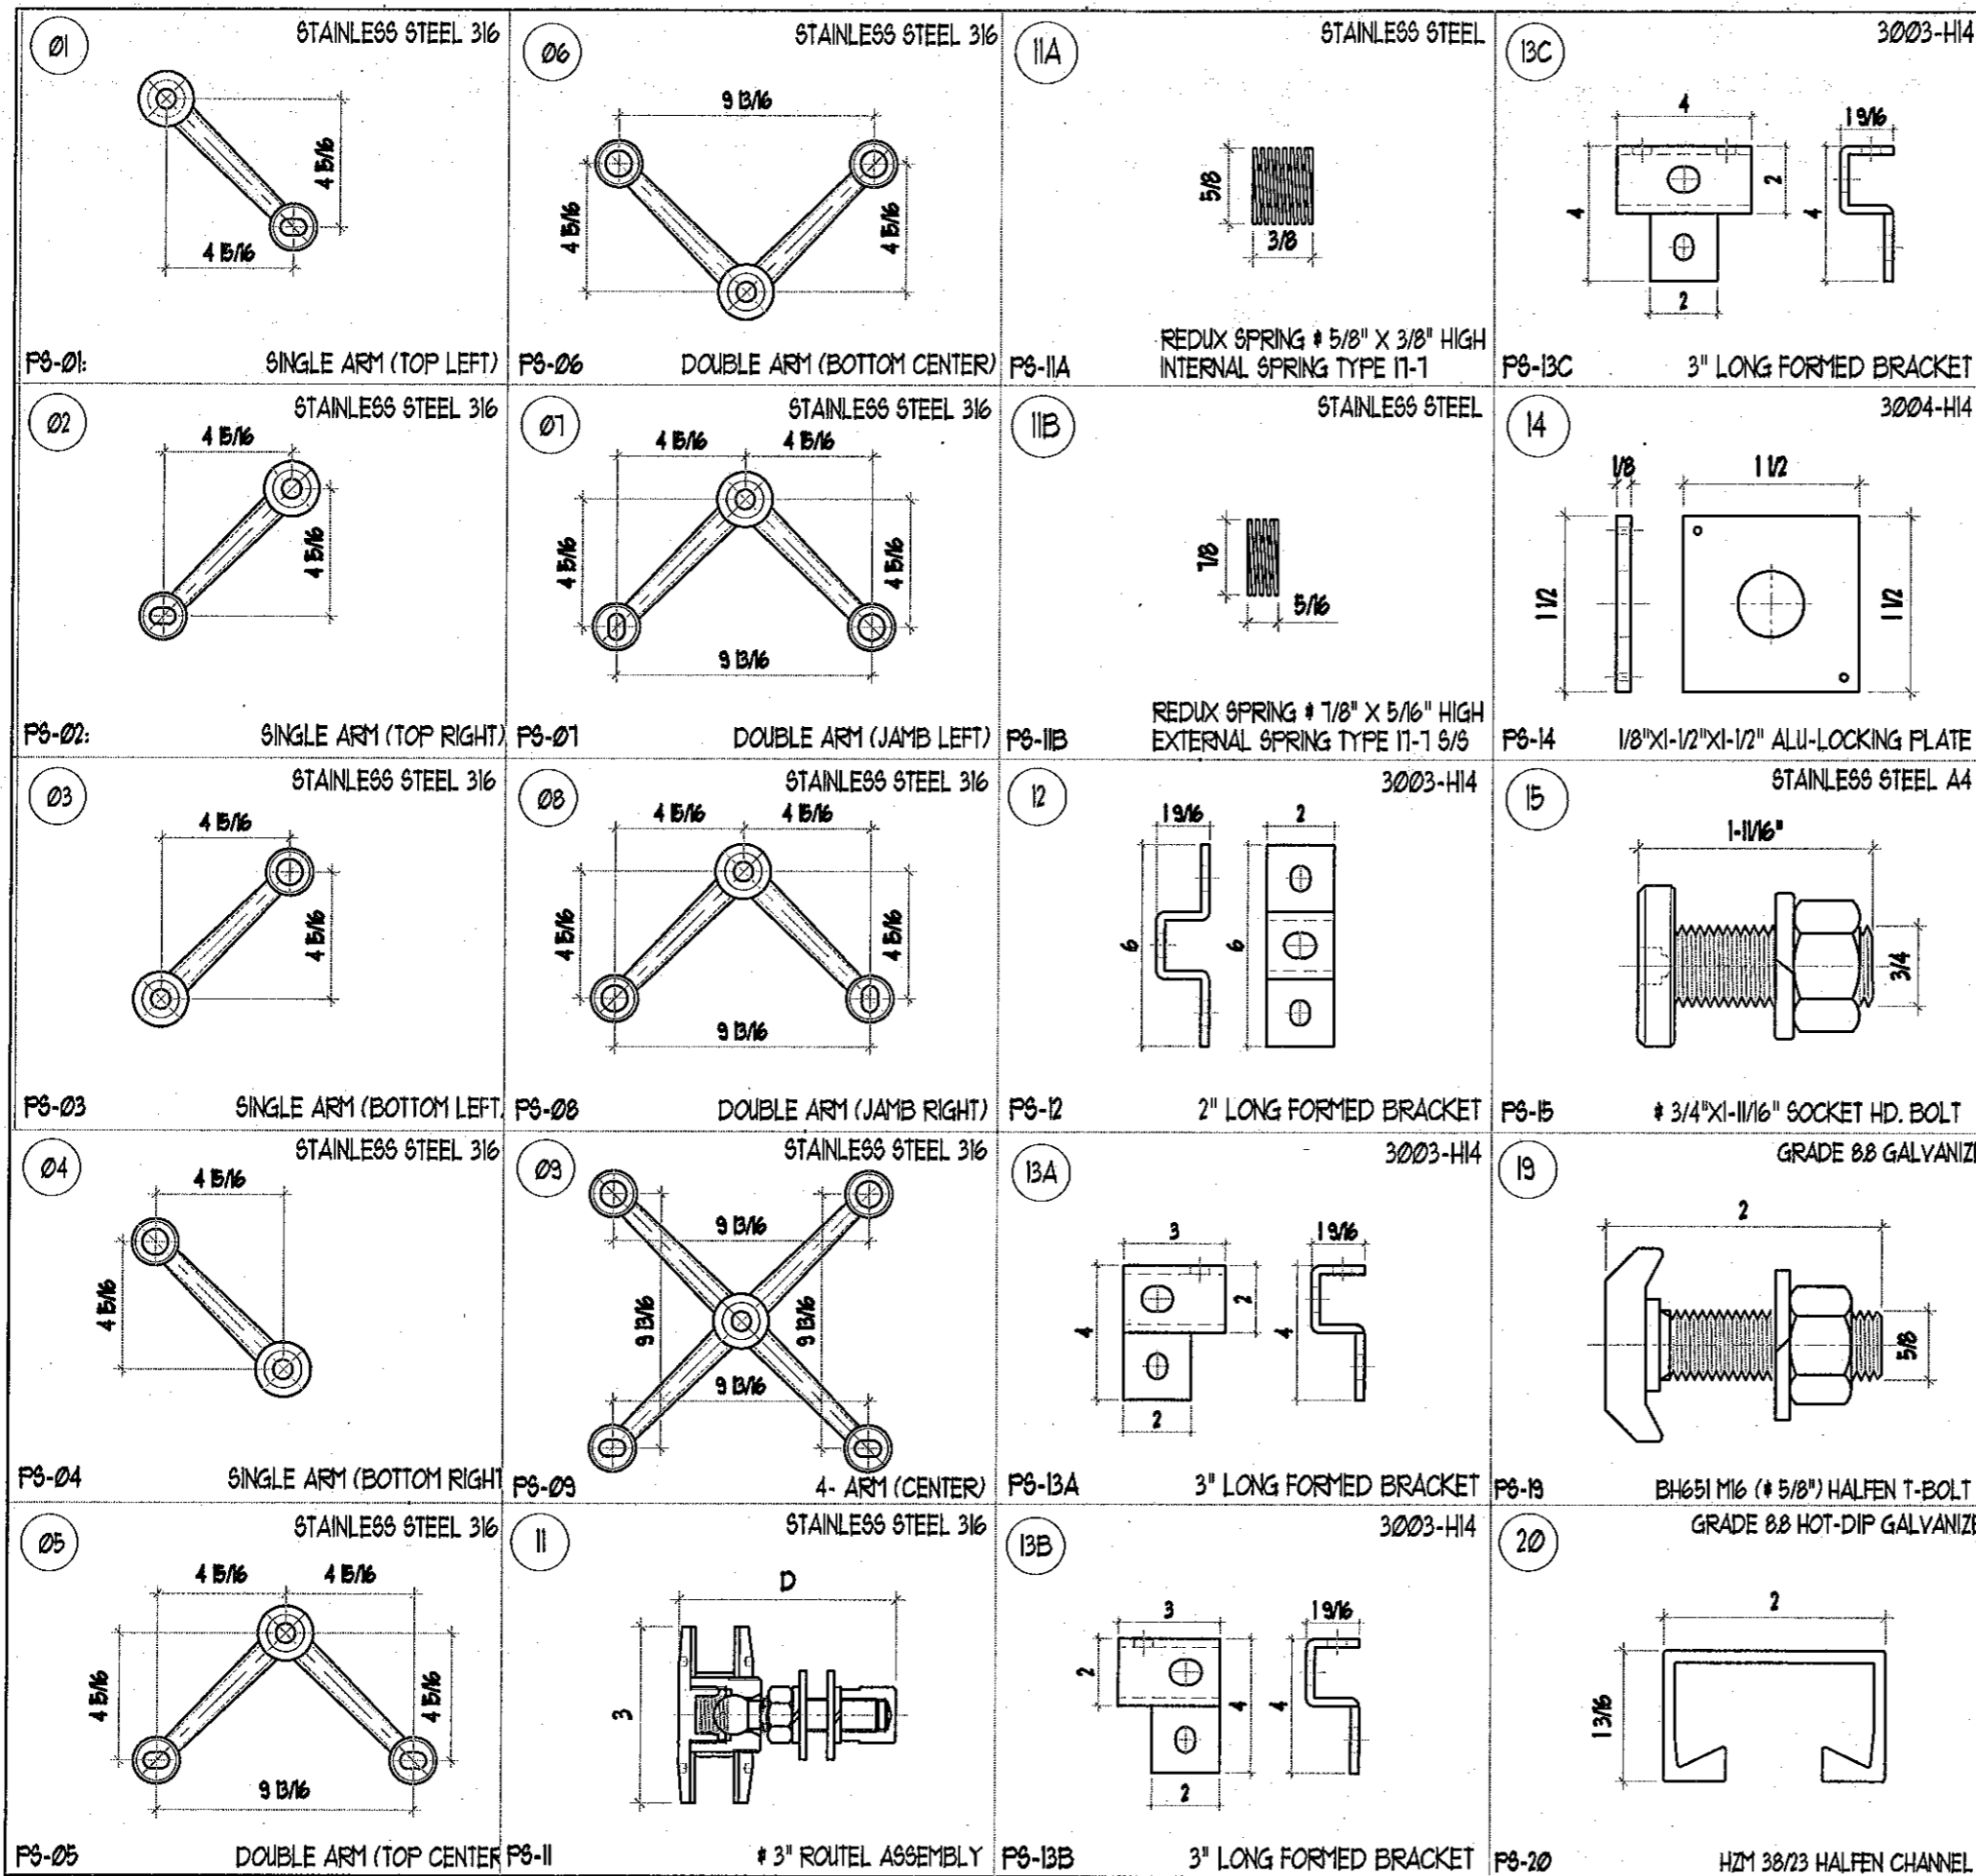 01
STAINLESS STEEL 316
4 15/16
4 15/16
PS-01:
SINGLE ARM (TOP LEFT)
06
STAINLESS STEEL 316
9 13/16
4 15/16
4 15/16
PS-06
DOUBLE ARM (BOTTOM CENTER)
11A
STAINLESS STEEL
5/8
3/8
REDUX SPRING ø 5/8" X 3/8" HIGH
PS-11A
INTERNAL SPRING TYPE 17-7
13C
3003-H14
4
1 9/16
4
2
4
2
PS-13C
3" LONG FORMED BRACKET
02
STAINLESS STEEL 316
4 15/16
4 15/16
PS-02:
SINGLE ARM (TOP RIGHT)
07
STAINLESS STEEL 316
4 15/16
4 15/16
4 15/16
4 15/16
9 13/16
PS-07
DOUBLE ARM (JAMB LEFT)
11B
STAINLESS STEEL
7/8
5/16
REDUX SPRING ø 7/8" X 5/16" HIGH
PS-11B
EXTERNAL SPRING TYPE 17-7 S/S
14
3004-H14
1/8
1 1/2
1 1/2
1 1/2
PS-14
1/8"X1-1/2"X1-1/2" ALU-LOCKING PLATE
03
STAINLESS STEEL 316
4 15/16
4 15/16
PS-03
SINGLE ARM (BOTTOM LEFT
08
STAINLESS STEEL 316
4 15/16
4 15/16
4 15/16
4 15/16
9 13/16
PS-08
DOUBLE ARM (JAMB RIGHT)
12
3003-H14
1 9/16
2
6
6
PS-12
2" LONG FORMED BRACKET
15
STAINLESS STEEL A4
1-11/16"
3/4
PS-15
ø 3/4"X1-11/16" SOCKET HD. BOLT
04
STAINLESS STEEL 316
4 15/16
4 15/16
PS-04
SINGLE ARM (BOTTOM RIGHT
09
STAINLESS STEEL 316
9 13/16
9 13/16
9 13/16
9 13/16
PS-09
4- ARM (CENTER)
13A
3003-H14
3
1 9/16
4
2
4
2
PS-13A
3" LONG FORMED BRACKET
19
GRADE 8.8 GALVANIZE
2
5/8
PS-19
BH651 M16 (ø 5/8") HALFEN T-BOLT
05
STAINLESS STEEL 316
4 15/16
4 15/16
4 15/16
4 15/16
9 13/16
PS-05
DOUBLE ARM (TOP CENTER
11
STAINLESS STEEL 316
D
3
PS-11
ø 3" ROUTEL ASSEMBLY
13B
3003-H14
3
1 9/16
2
4
4
2
PS-13B
3" LONG FORMED BRACKET
20
GRADE 8.8 HOT-DIP GALVANIZE
2
1 3/16
PS-20
HZM 38/23 HALFEN CHANNEL